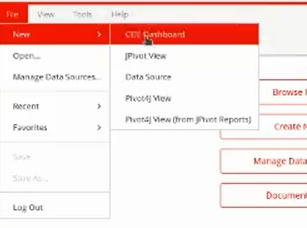 File View Tools Help
New
CDE Dashboard
Open...
JPivot View
Manage Data Sources...
Data Source
Recent
Pivot4J View
Favorites
Pivot4J View (from JPivot Reports)
Save
Save As...
Log Out
Browse
Create N
Manage Data
Document